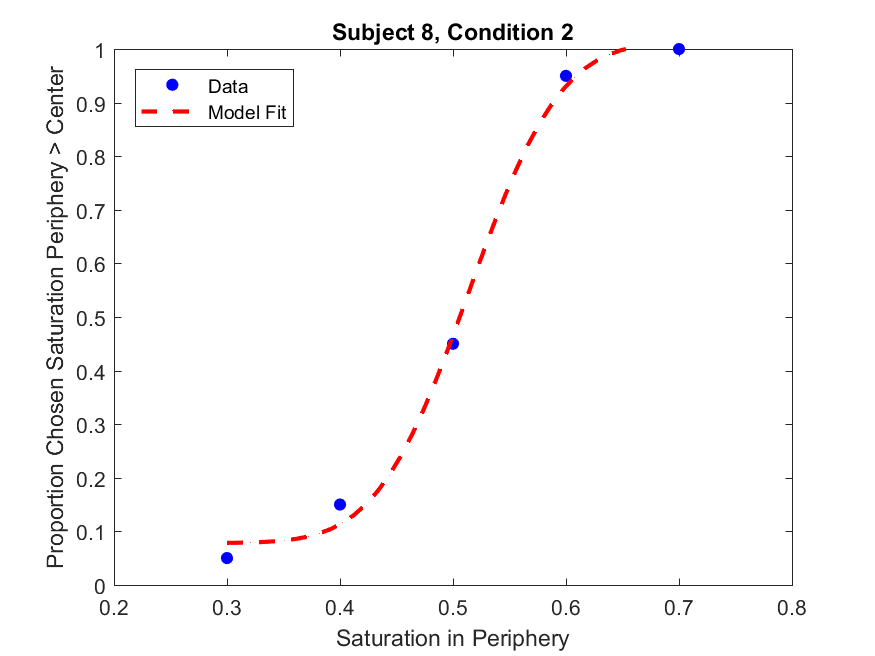 Subject 8, Condition 2
Data
Model Fit
Proportion Chosen Saturation Periphery > Center
1
0.9
0.8
0.7
0.6
0.5
0.4
0.3
0.2
0.1
0
0.2 0.3 0.4 0.5 0.6 0.7 0.8
Saturation in Periphery